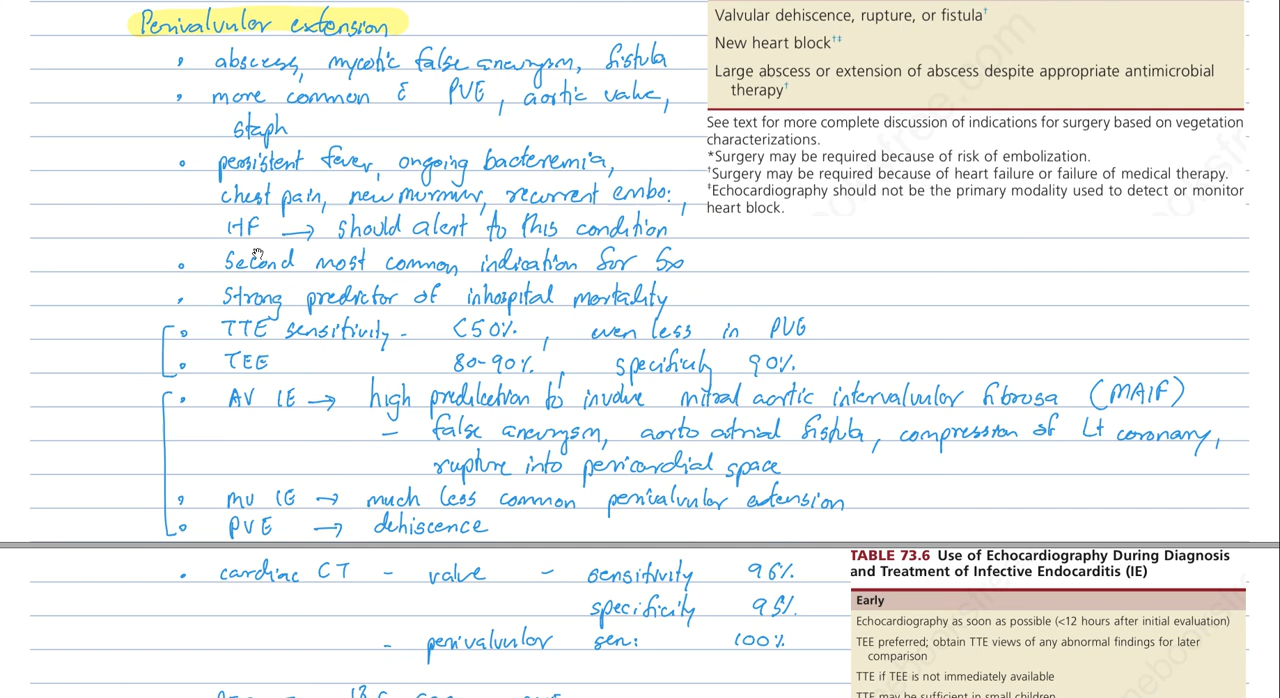 Perivalvular extension
• abscess, mycotic false aneurysm, fistula
• more common c̄ PVE, aortic valve,
staph
• persistent fever, ongoing bacteremia,
chest pain, new murmur, recurrent emboi,
HF → should alert to this condition
• Second most common indication for Sx
• Strong predictor of inhospital mortality
• TTE sensitivity - <50%, even less in PVE
• TEE 80-90%, specificity 90%
• AV IE → high predilection to involve mitral aortic intervalvular fibrosa (MAIF)
- false aneurysm, aorto atrial fistula, compression of Lt coronary,
rupture into pericardial space
• MV IE → much less common perivalvular extension
• PVE → dehiscence
Valvular dehiscence, rupture, or fistula†
New heart block†‡
Large abscess or extension of abscess despite appropriate antimicrobial
therapy†
See text for more complete discussion of indications for surgery based on vegetation
characterizations.
*Surgery may be required because of risk of embolization.
†Surgery may be required because of heart failure or failure of medical therapy.
‡Echocardiography should not be the primary modality used to detect or monitor
heart block.
• cardiac CT - valve - sensitivity 96%
specificity 95%
- perivalvular sen: 100%
TABLE 73.6 Use of Echocardiography During Diagnosis
and Treatment of Infective Endocarditis (IE)
Early
Echocardiography as soon as possible (<12 hours after initial evaluation)
TEE preferred; obtain TTE views of any abnormal findings for later
comparison
TTE if TEE is not immediately available
TTE may be sufficient in small children